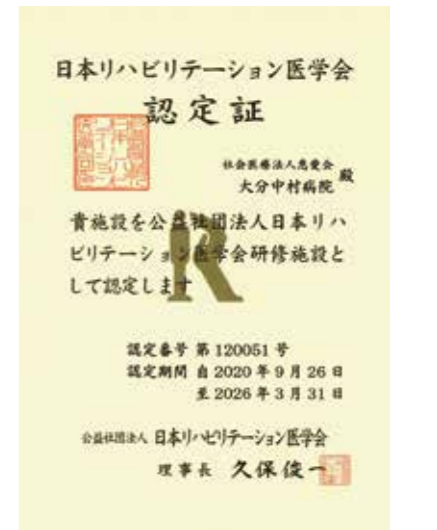 日本リハビリテーション医学会
認定証
社会医療法人恵愛会
大分中村病院 殿
貴施設を公益社団法人日本リハ
ビリテーション医学会研修施設と
して認定します
認定番号 第120051号
認定期間 自2020年9月26日
至2026年3月31日
公益社団法人 日本リハビリテーション医学会
理事長 久保俊一